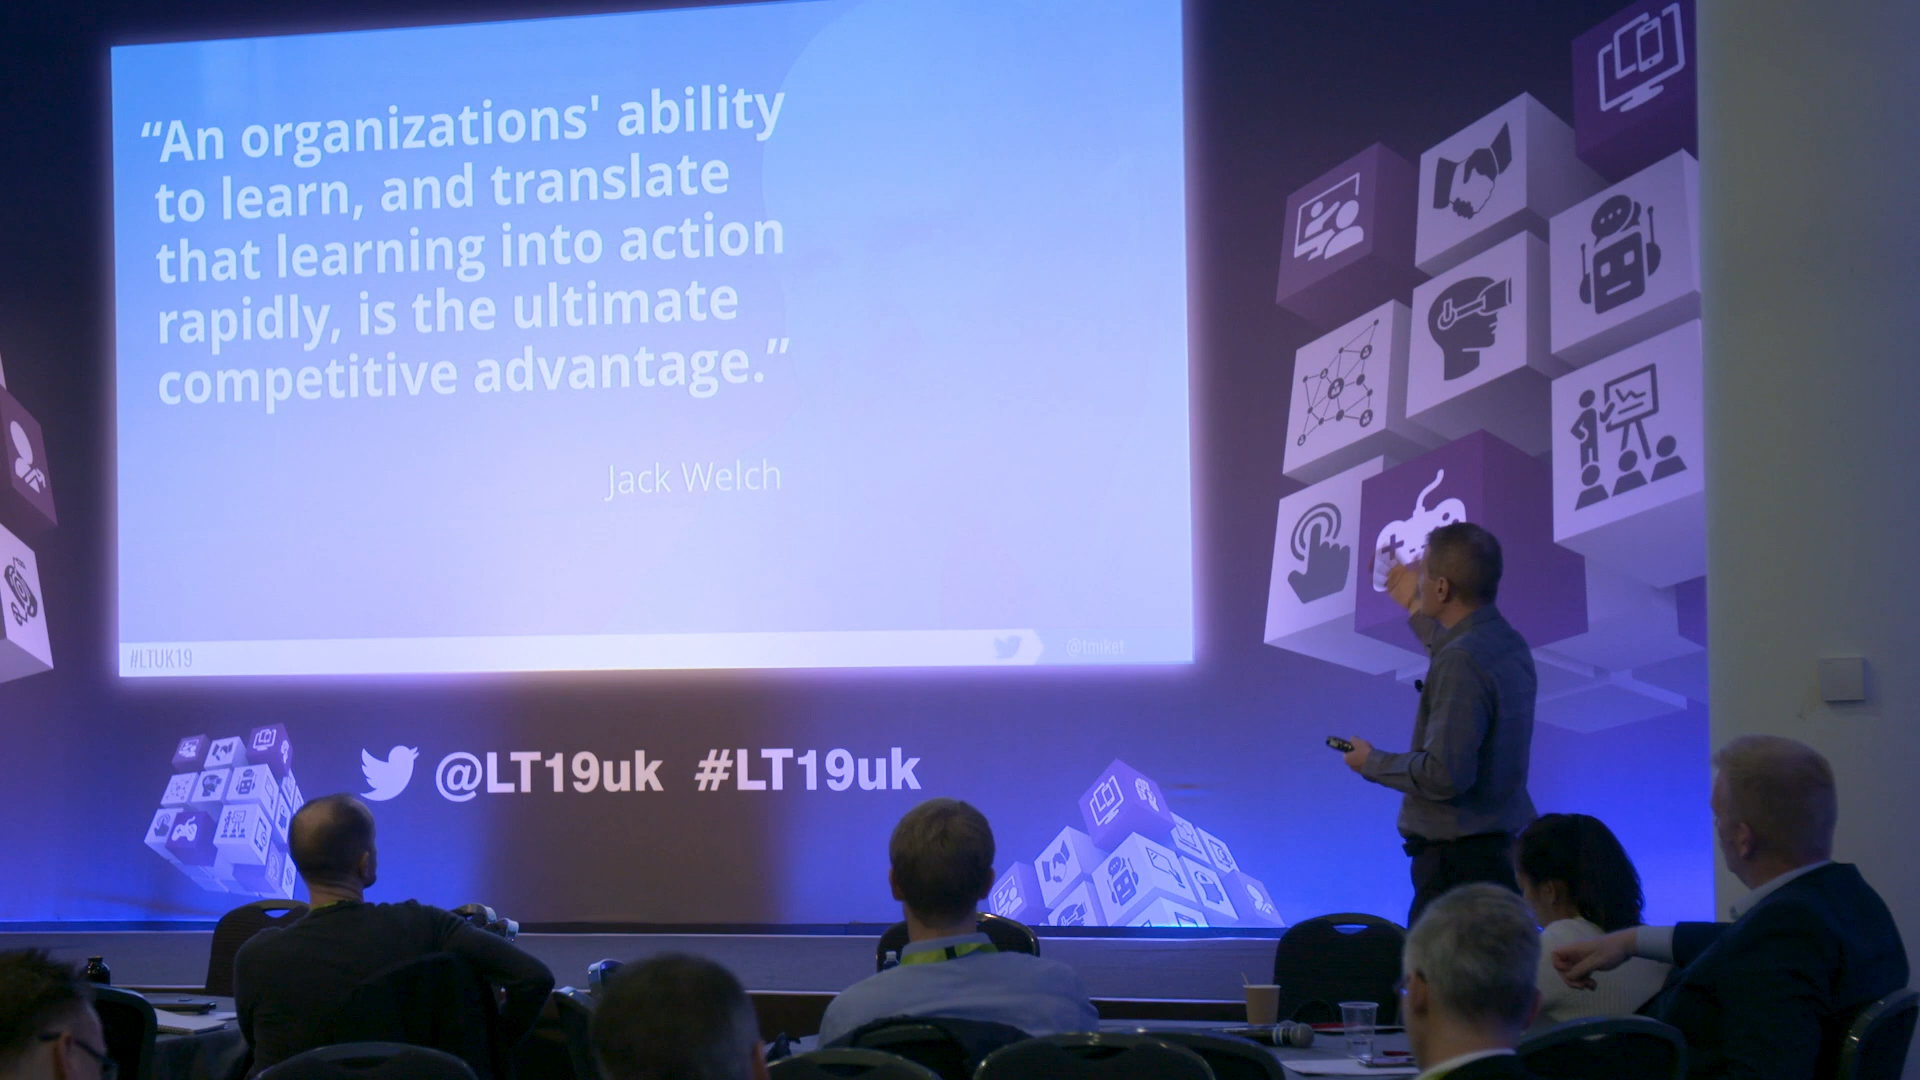 “An organizations' ability
to learn, and translate
that learning into action
rapidly, is the ultimate
competitive advantage.”
Jack Welch
#LTUK19
@tmiket
@LT19uk #LT19uk